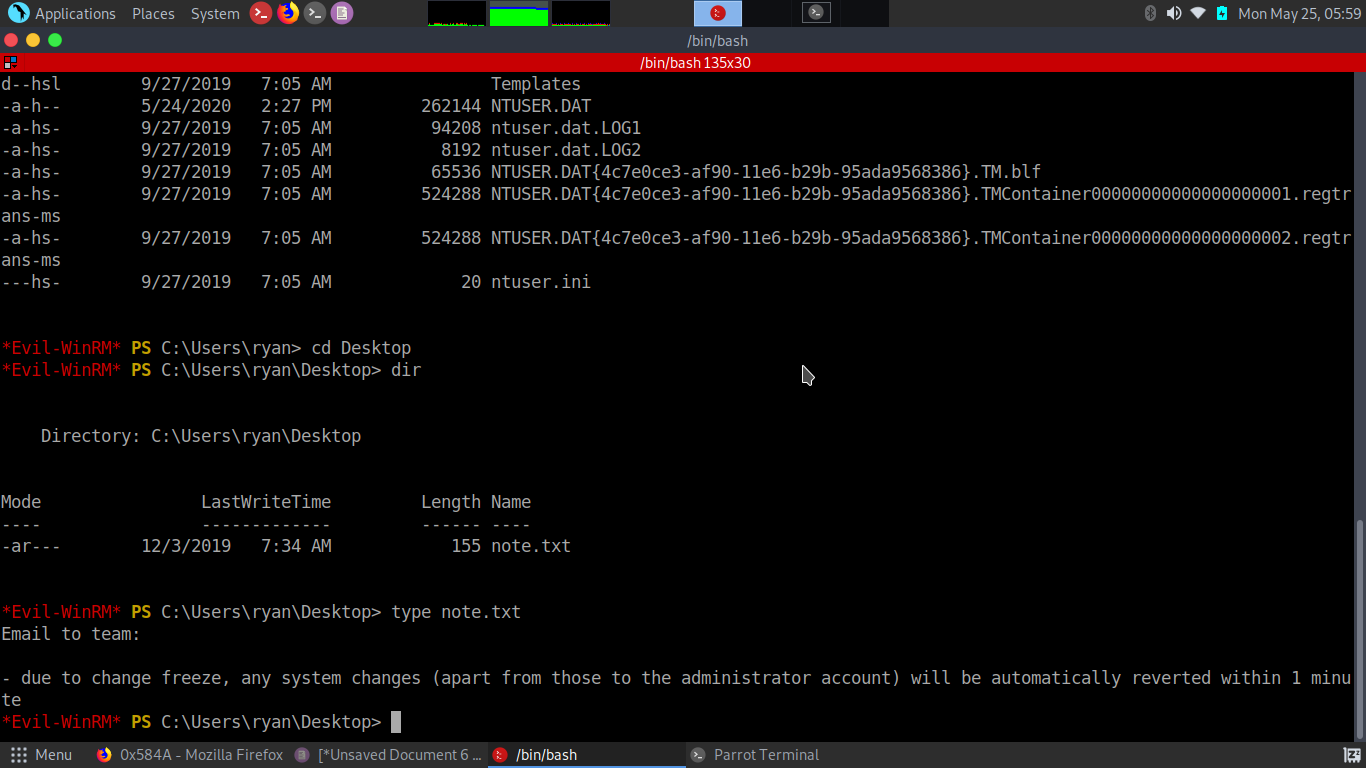 Applications Places System Mon May 25, 05:59
/bin/bash
/bin/bash 135x30
d--hsl        9/27/2019   7:05 AM                Templates
-a-h--        5/24/2020   2:27 PM         262144 NTUSER.DAT
-a-hs-        9/27/2019   7:05 AM          94208 ntuser.dat.LOG1
-a-hs-        9/27/2019   7:05 AM           8192 ntuser.dat.LOG2
-a-hs-        9/27/2019   7:05 AM          65536 NTUSER.DAT{4c7e0ce3-af90-11e6-b29b-95ada9568386}.TM.blf
-a-hs-        9/27/2019   7:05 AM         524288 NTUSER.DAT{4c7e0ce3-af90-11e6-b29b-95ada9568386}.TMContainer00000000000000000001.regtr
ans-ms
-a-hs-        9/27/2019   7:05 AM         524288 NTUSER.DAT{4c7e0ce3-af90-11e6-b29b-95ada9568386}.TMContainer00000000000000000002.regtr
ans-ms
---hs-        9/27/2019   7:05 AM             20 ntuser.ini
*Evil-WinRM* PS C:\Users\ryan> cd Desktop
*Evil-WinRM* PS C:\Users\ryan\Desktop> dir
    Directory: C:\Users\ryan\Desktop
Mode                LastWriteTime         Length Name
----                -------------         ------ ----
-ar---        12/3/2019   7:34 AM            155 note.txt
*Evil-WinRM* PS C:\Users\ryan\Desktop> type note.txt
Email to team:
- due to change freeze, any system changes (apart from those to the administrator account) will be automatically reverted within 1 minu
te
*Evil-WinRM* PS C:\Users\ryan\Desktop>
Menu 0x584A - Mozilla Firefox [*Unsaved Document 6 ... /bin/bash Parrot Terminal